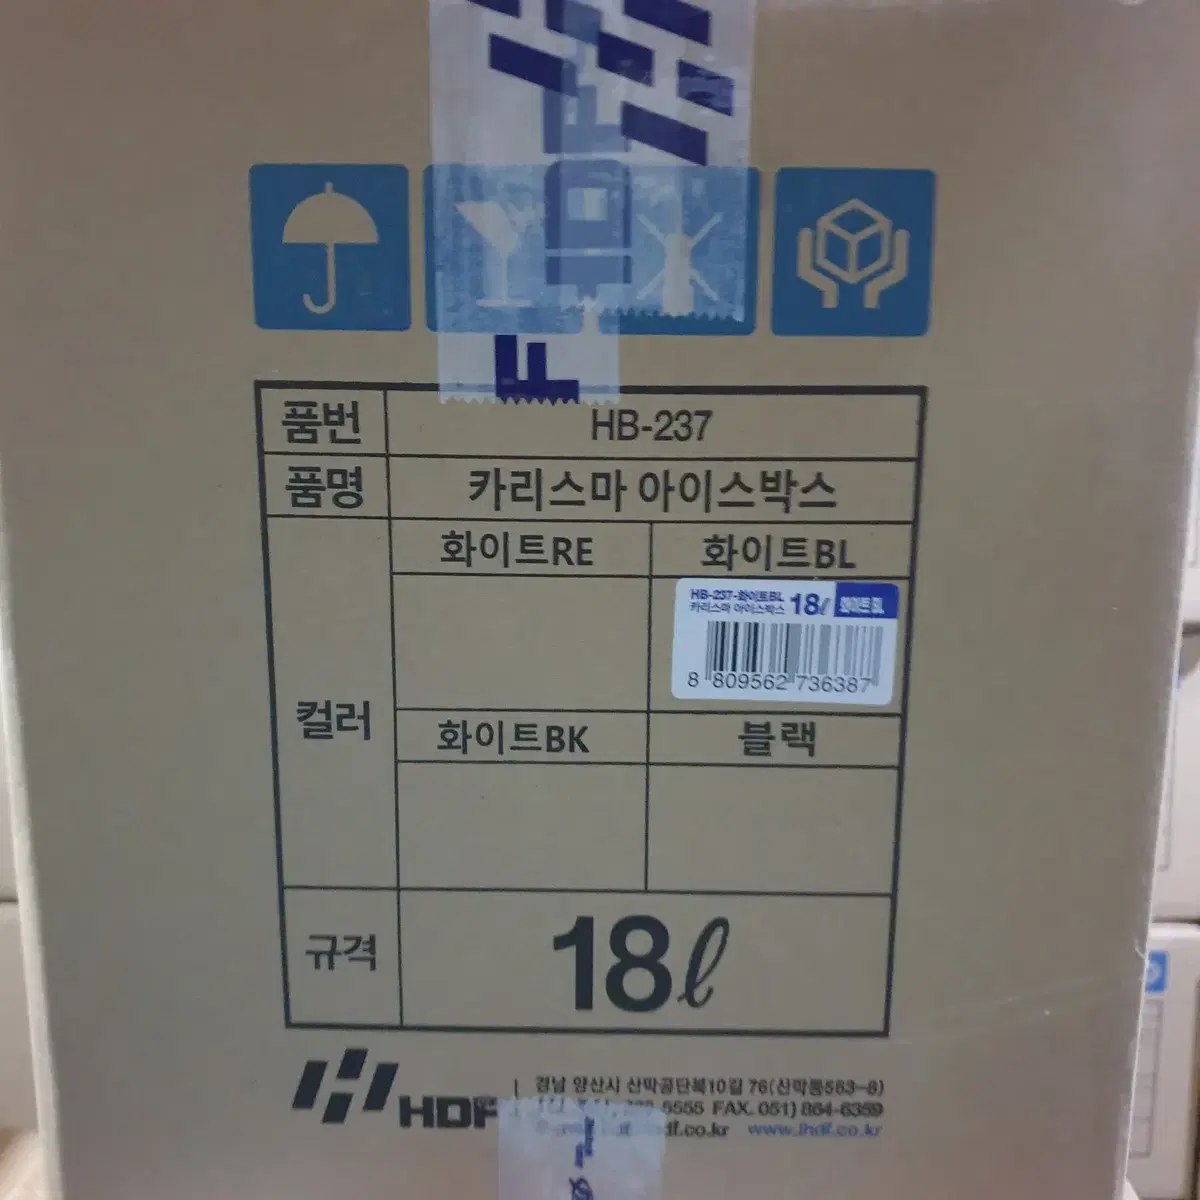 HDF
F
품번 HB-237
품명 카리스마 아이스박스
컬러
화이트RE 화이트BL
HB-237-화이트BL
카리스마 아이스박스
18ℓ 화이트BL
8 809562 736387
화이트BK 블랙
규격 18ℓ
HDF
경남 양산시 산막공단북10길 76(산막동563-8)
5555 FAX. 051) 864-6359
df.co.kr www.ihdf.co.kr